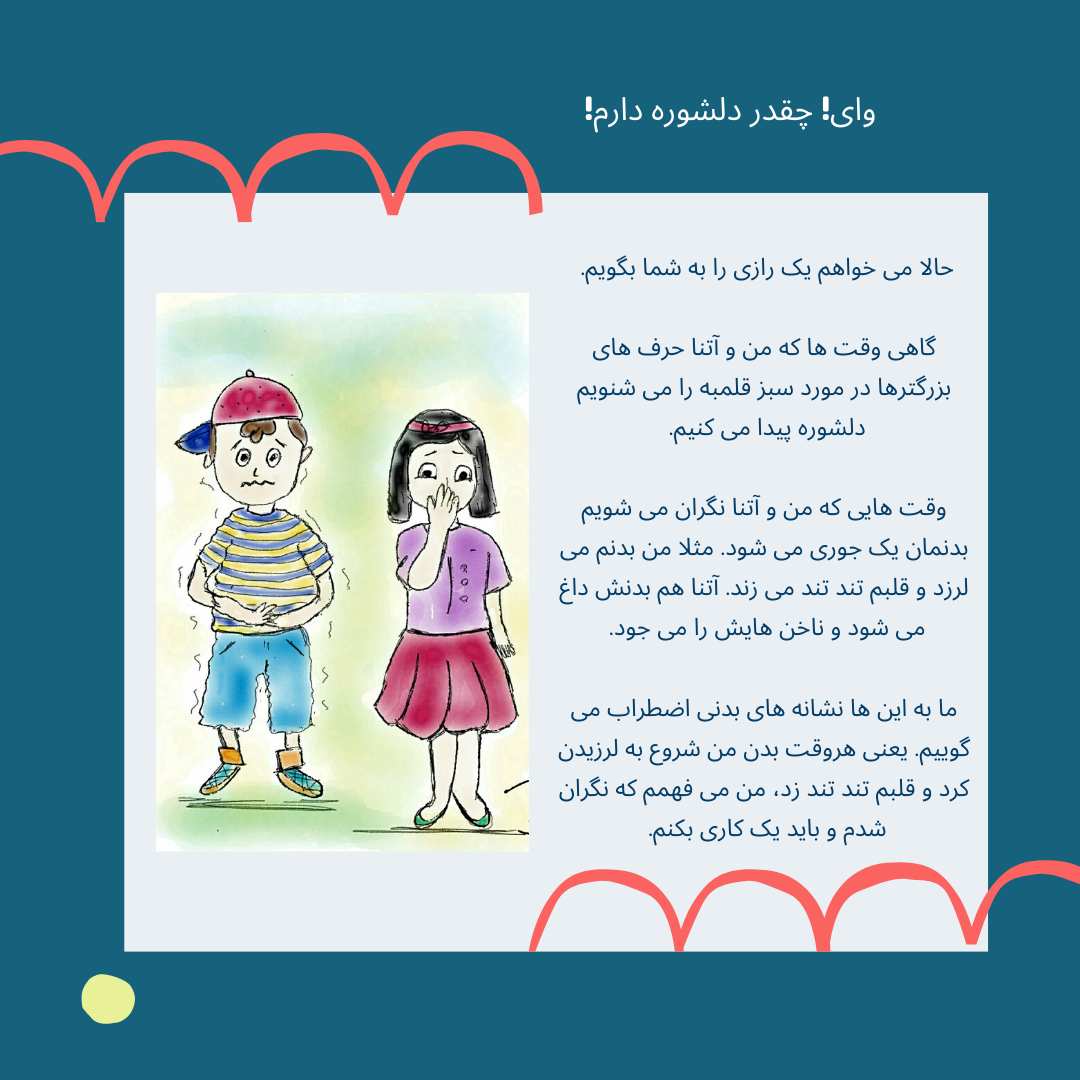 وای! چقدر دلشوره دارم!
حالا می خواهم یک رازی را به شما بگویم.
گاهی وقت ها که من و آتنا حرف های
بزرگترها در مورد سبز قلمبه را می شنویم
دلشوره پیدا می کنیم.
وقت هایی که من و آتنا نگران می شویم
بدنمان یک جوری می شود. مثلا من بدنم می
لرزد و قلبم تند تند می زند. آتنا هم بدنش داغ
می شود و ناخن هایش را می جود.
ما به این ها نشانه های بدنی اضطراب می
گوییم. یعنی هروقت بدن من شروع به لرزیدن
کرد و قلبم تند تند زد، من می فهمم که نگران
شدم و باید یک کاری بکنم.